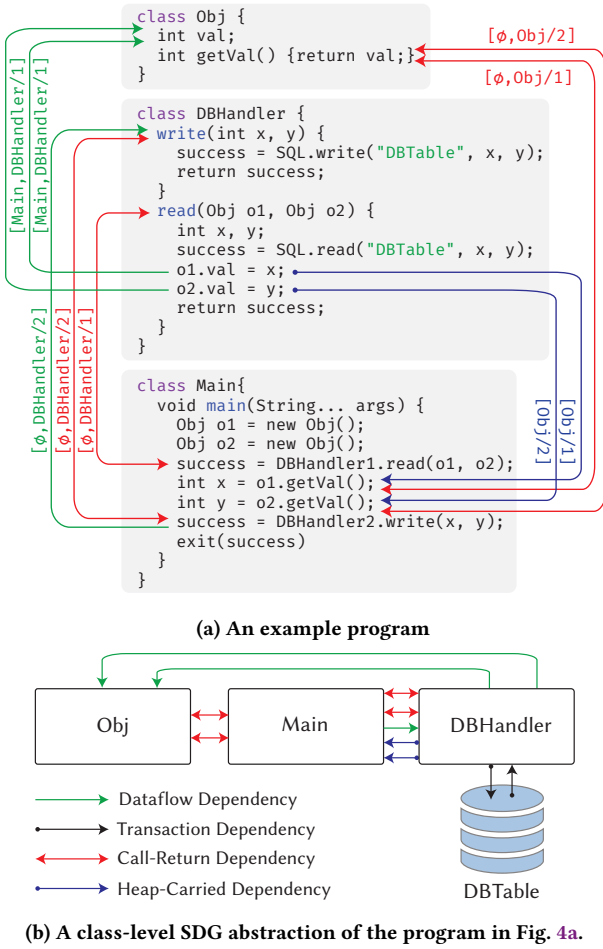 class Obj {
int val;
int getVal() {return val;}
}
[ϕ,Obj/2]
[ϕ,Obj/1]
[Main,DBHandler/1]
[Main,DBHandler/1]
class DBHandler {
write(int x, y) {
success = SQL.write("DBTable", x, y);
return success;
}
read(Obj o1, Obj o2) {
int x, y;
success = SQL.read("DBTable", x, y);
o1.val = x;
o2.val = y;
return success;
}
}
[ϕ,DBHandler/2]
[ϕ,DBHandler/2]
[ϕ,DBHandler/1]
[Obj/2]
[Obj/1]
class Main{
void main(String... args) {
Obj o1 = new Obj();
Obj o2 = new Obj();
success = DBHandler1.read(o1, o2);
int x = o1.getVal();
int y = o2.getVal();
success = DBHandler2.write(x, y);
exit(success)
}
}
(a) An example program
Obj
Main
DBHandler
Dataflow Dependency
Transaction Dependency
Call-Return Dependency
Heap-Carried Dependency
DBTable
(b) A class-level SDG abstraction of the program in Fig. 4a.